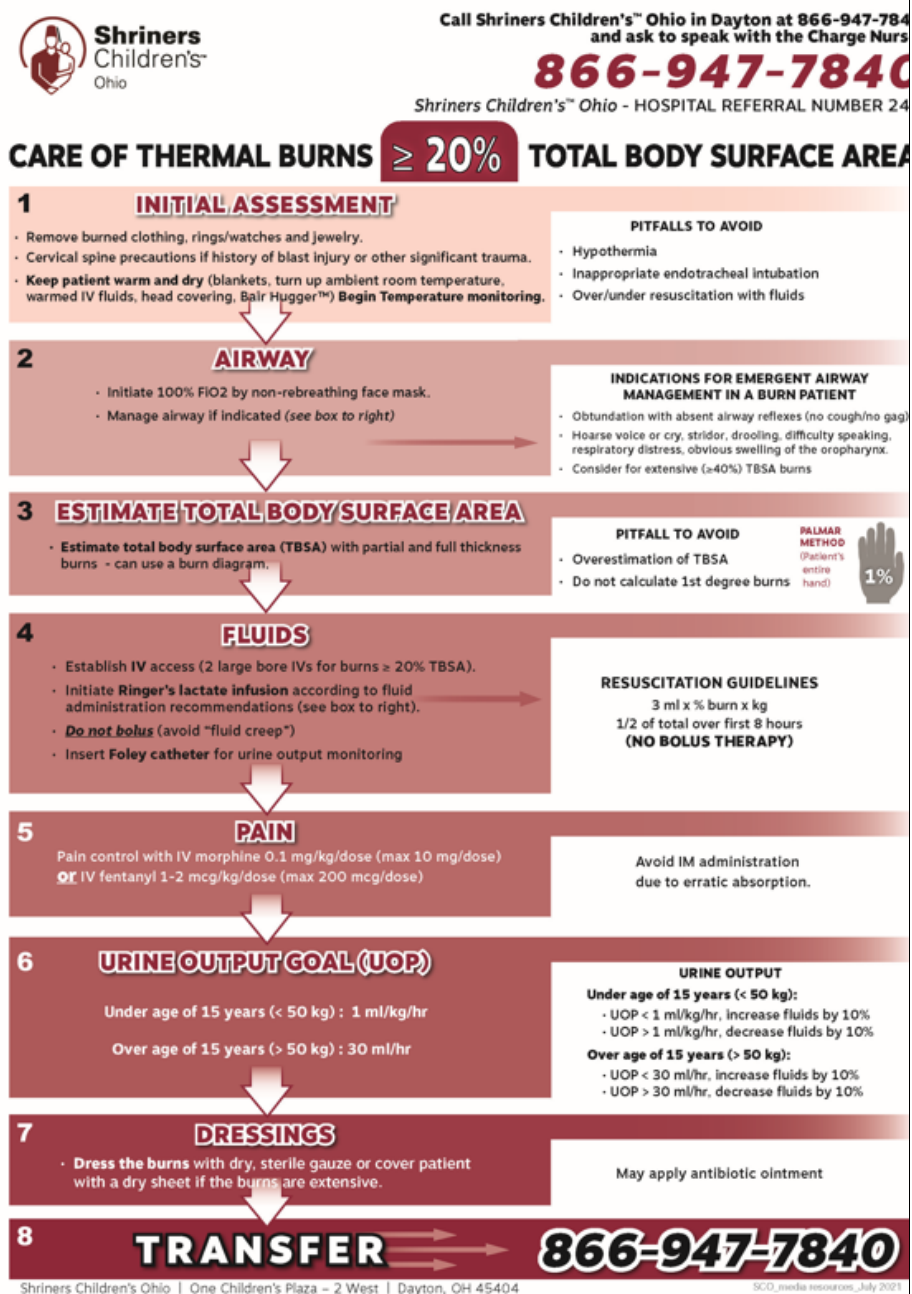 Shriners
Children's™
Ohio
Call Shriners Children's™ Ohio in Dayton at 866-947-784
and ask to speak with the Charge Nurs
866-947-7840
Shriners Children's™ Ohio - HOSPITAL REFERRAL NUMBER 24
CARE OF THERMAL BURNS ≥ 20% TOTAL BODY SURFACE AREA
1 INITIAL ASSESSMENT
· Remove burned clothing, rings/watches and jewelry.
· Cervical spine precautions if history of blast injury or other significant trauma.
· Keep patient warm and dry (blankets, turn up ambient room temperature,
warmed IV fluids, head covering, Bair Hugger™) Begin Temperature monitoring.
PITFALLS TO AVOID
· Hypothermia
· Inappropriate endotracheal intubation
· Over/under resuscitation with fluids
2 AIRWAY
· Initiate 100% FiO2 by non-rebreathing face mask.
· Manage airway if indicated (see box to right)
INDICATIONS FOR EMERGENT AIRWAY
MANAGEMENT IN A BURN PATIENT
· Obtundation with absent airway reflexes (no cough/no gag)
· Hoarse voice or cry, stridor, drooling, difficulty speaking,
respiratory distress, obvious swelling of the oropharynx.
· Consider for extensive (≥40%) TBSA burns
3 ESTIMATE TOTAL BODY SURFACE AREA
· Estimate total body surface area (TBSA) with partial and full thickness
burns - can use a burn diagram.
PITFALL TO AVOID
· Overestimation of TBSA
· Do not calculate 1st degree burns
PALMAR
METHOD
(Patient's
entire
hand)
1%
4 FLUIDS
· Establish IV access (2 large bore IVs for burns ≥ 20% TBSA).
· Initiate Ringer's lactate infusion according to fluid
administration recommendations (see box to right).
· Do not bolus (avoid "fluid creep")
· Insert Foley catheter for urine output monitoring
RESUSCITATION GUIDELINES
3 ml x % burn x kg
1/2 of total over first 8 hours
(NO BOLUS THERAPY)
5 PAIN
Pain control with IV morphine 0.1 mg/kg/dose (max 10 mg/dose)
or IV fentanyl 1-2 mcg/kg/dose (max 200 mcg/dose)
Avoid IM administration
due to erratic absorption.
6 URINE OUTPUT GOAL (UOP)
Under age of 15 years (< 50 kg) : 1 ml/kg/hr
Over age of 15 years (> 50 kg) : 30 ml/hr
URINE OUTPUT
Under age of 15 years (< 50 kg):
· UOP < 1 ml/kg/hr, increase fluids by 10%
· UOP > 1 ml/kg/hr, decrease fluids by 10%
Over age of 15 years (> 50 kg):
· UOP < 30 ml/hr, increase fluids by 10%
· UOP > 30 ml/hr, decrease fluids by 10%
7 DRESSINGS
· Dress the burns with dry, sterile gauze or cover patient
with a dry sheet if the burns are extensive.
May apply antibiotic ointment
8 TRANSFER 866-947-7840
Shriners Children's Ohio | One Children's Plaza – 2 West | Dayton, OH 45404
SCO_media resources_July 2021